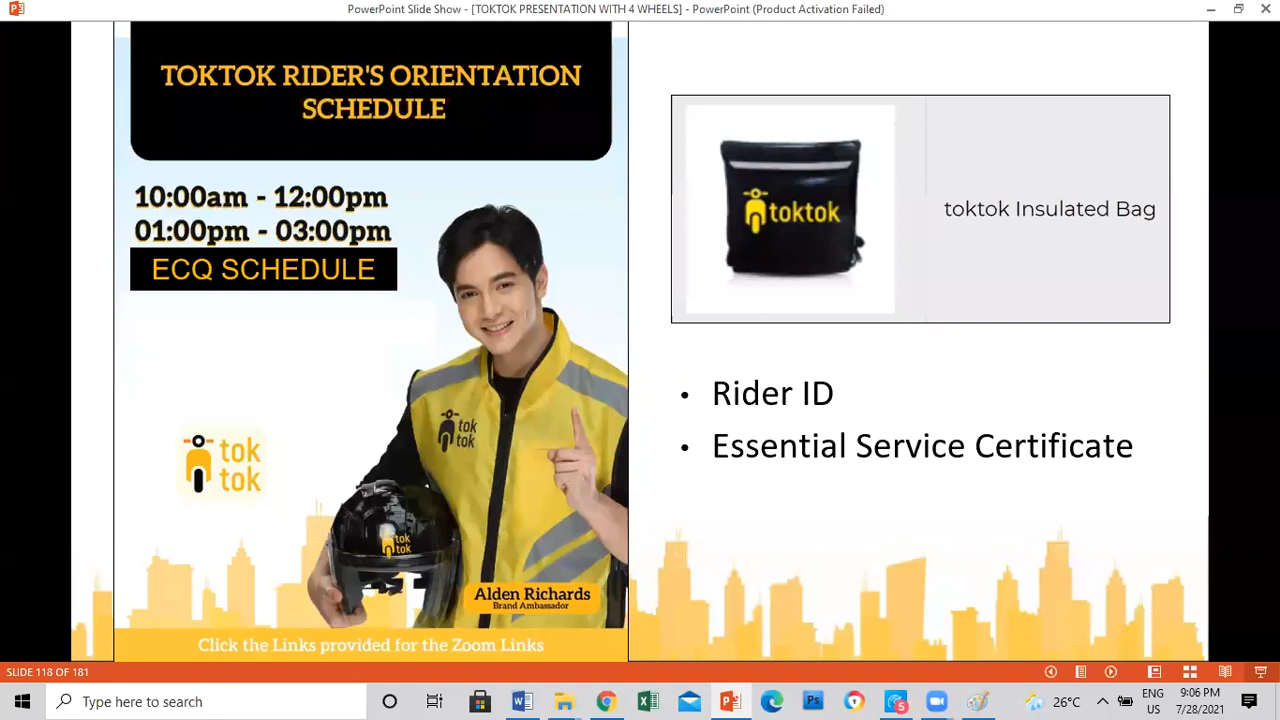 PowerPoint Slide Show - [TOKTOK PRESENTATION WITH 4 WHEELS] - PowerPoint (Product Activation Failed)
TOKTOK RIDER'S ORIENTATION
SCHEDULE
10:00am - 12:00pm
01:00pm - 03:00pm
ECQ SCHEDULE
tok
tok
tok
tok
tok
tok
Alden Richards
Brand Ambassador
Click the Links provided for the Zoom Links
toktok
toktok Insulated Bag
• Rider ID
• Essential Service Certificate
SLIDE 118 OF 181
Type here to search
5
26°C
ENG
US
9:06 PM
7/28/2021